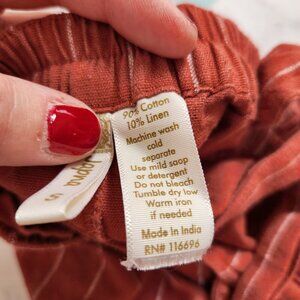 90% Cotton
10% Linen
Machine wash
cold
separate
Use mild soap
or detergent
Do not bleach
Tumble dry low
Warm iron
if needed
Made in India
RN# 116696
S